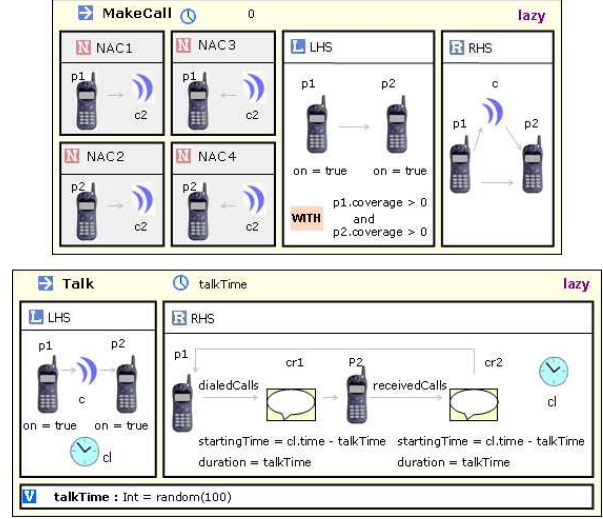 MakeCall 0 lazy
N NAC1
p1
c2
N NAC3
p1
c2
N NAC2
p2
c2
N NAC4
p2
c2
L LHS
p1 p2
on = true on = true
WITH
p1.coverage > 0
and
p2.coverage > 0
R RHS
c
p1 p2
Talk talkTime lazy
L LHS
p1 p2
c
on = true on = true
cl
R RHS
p1 cr1 P2 cr2
dialedCalls receivedCalls
cl
startingTime = cl.time - talkTime startingTime = cl.time - talkTime
duration = talkTime duration = talkTime
V talkTime : Int = random(100)